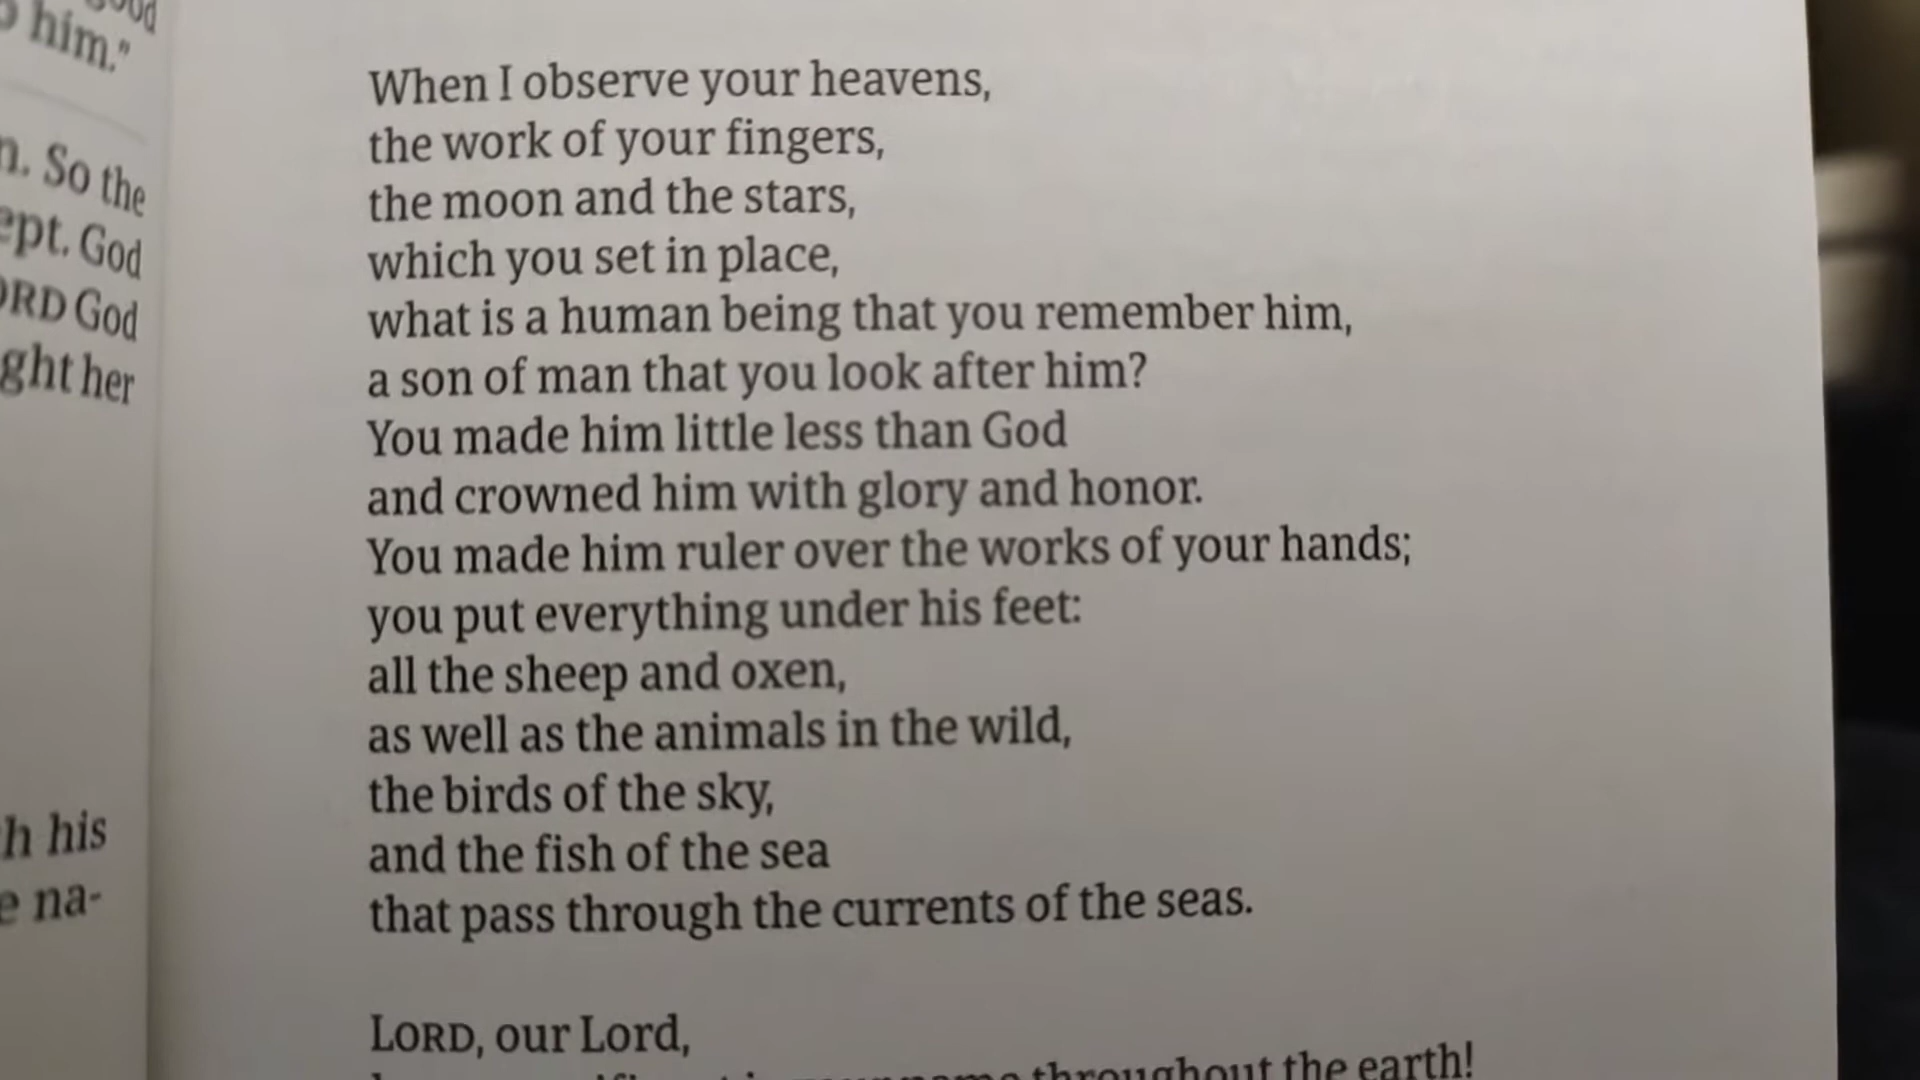 good
him."
So the
God
God
her
his
na-
When I observe your heavens,
the work of your fingers,
the moon and the stars,
which you set in place,
what is a human being that you remember him,
a son of man that you look after him?
You made him little less than God
and crowned him with glory and honor.
You made him ruler over the works of your hands;
you put everything under his feet:
all the sheep and oxen,
as well as the animals in the wild,
the birds of the sky,
and the fish of the sea
that pass through the currents of the seas.
LORD, our Lord,
throughout the earth!